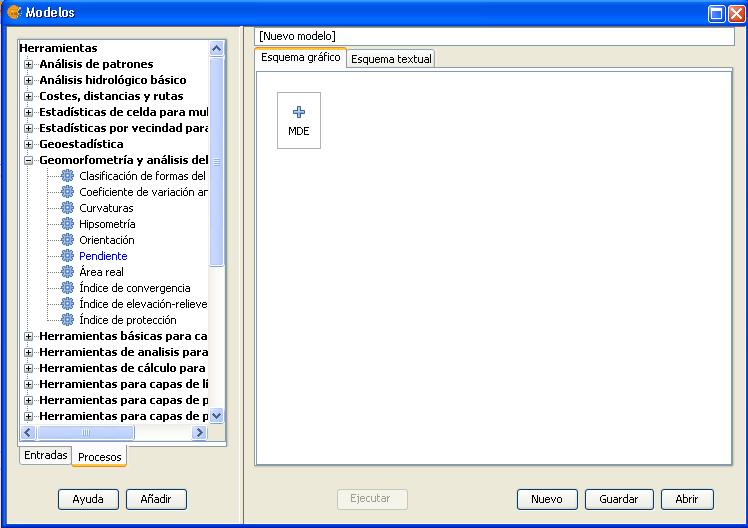 Modelos
Herramientas
Análisis de patrones
Análisis hidrológico básico
Costes, distancias y rutas
Estadísticas de celda para mul
Estadísticas por vecindad para
Geoestadística
Geomorfometría y análisis del
Clasificación de formas del
Coeficiente de variación an
Curvaturas
Hipsometría
Orientación
Pendiente
Área real
Índice de convergencia
Índice de elevación-relieve
Índice de protección
Herramientas básicas para ca
Herramientas de analisis para
Herramientas de cálculo para
Herramientas para capas de lí
Herramientas para capas de p
Herramientas para capas de p
Entradas Procesos
Ayuda Añadir
[Nuevo modelo]
Esquema gráfico Esquema textual
MDE
Ejecutar Nuevo Guardar Abrir